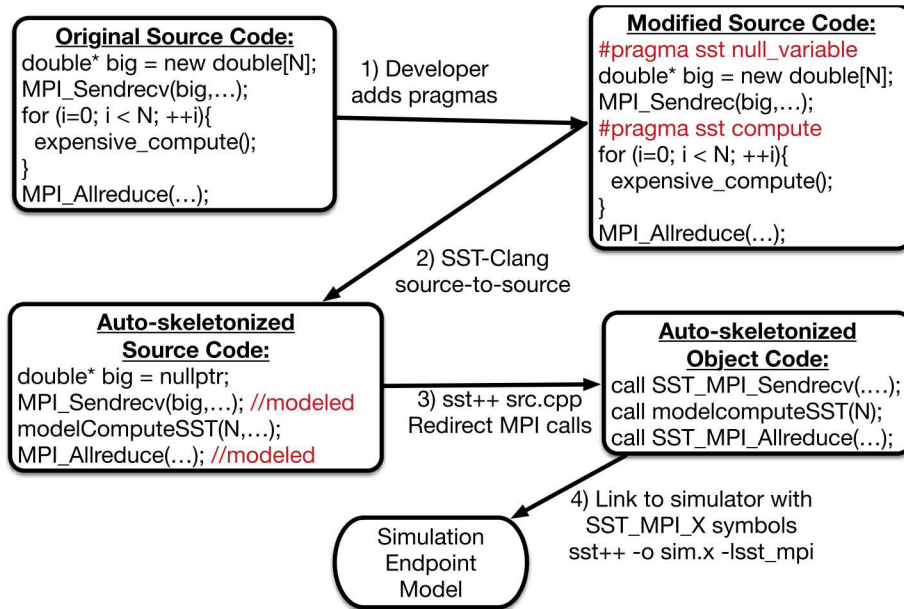 Original Source Code:
double* big = new double[N];
MPI_Sendrecv(big,...);
for (i=0; i < N; ++i){
expensive_compute();
}
MPI_Allreduce(...);
1) Developer
adds pragmas
Modified Source Code:
#pragma sst null_variable
double* big = new double[N];
MPI_Sendrec(big,...);
#pragma sst compute
for (i=0; i < N; ++i){
expensive_compute();
}
MPI_Allreduce(...);
2) SST-Clang
source-to-source
Auto-skeletonized
Source Code:
double* big = nullptr;
MPI_Sendrecv(big,...); //modeled
modelComputeSST(N,...);
MPI_Allreduce(...); //modeled
3) sst++ src.cpp
Redirect MPI calls
Auto-skeletonized
Object Code:
call SST_MPI_Sendrecv(....);
call modelcomputeSST(N);
call SST_MPI_Allreduce(...);
4) Link to simulator with
SST_MPI_X symbols
sst++ -o sim.x -lsst_mpi
Simulation
Endpoint
Model